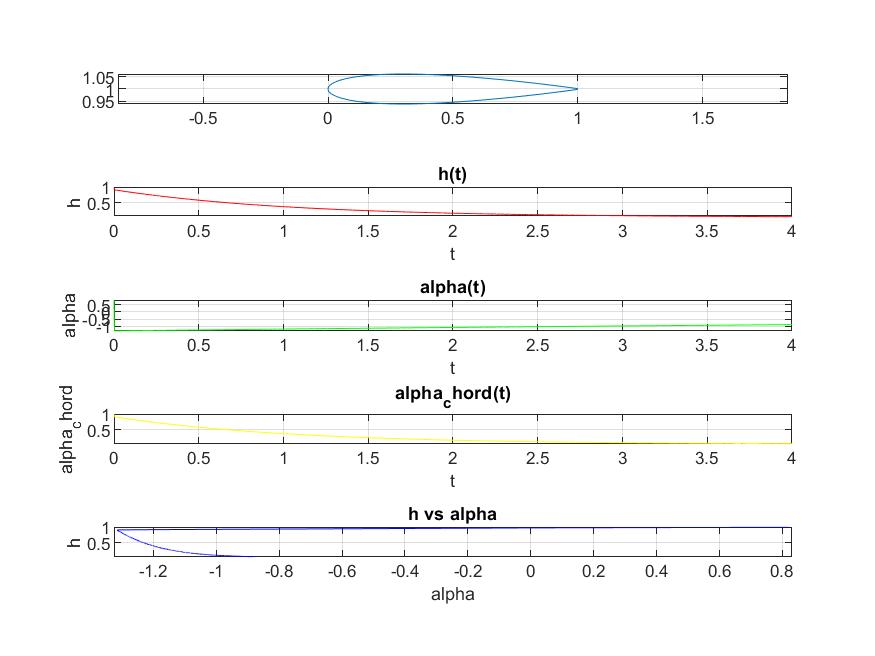 1.05
1
0.95
-0.5 0 0.5 1 1.5
h(t)
1
h
0.5
0 0.5 1 1.5 2 2.5 3 3.5 4
t
alpha(t)
alpha
0.5
0
-0.5
-1
0 0.5 1 1.5 2 2.5 3 3.5 4
t
alpha_chord(t)
alpha_chord
1
0.5
0 0.5 1 1.5 2 2.5 3 3.5 4
t
h vs alpha
1
h
0.5
-1.2 -1 -0.8 -0.6 -0.4 -0.2 0 0.2 0.4 0.6 0.8
alpha